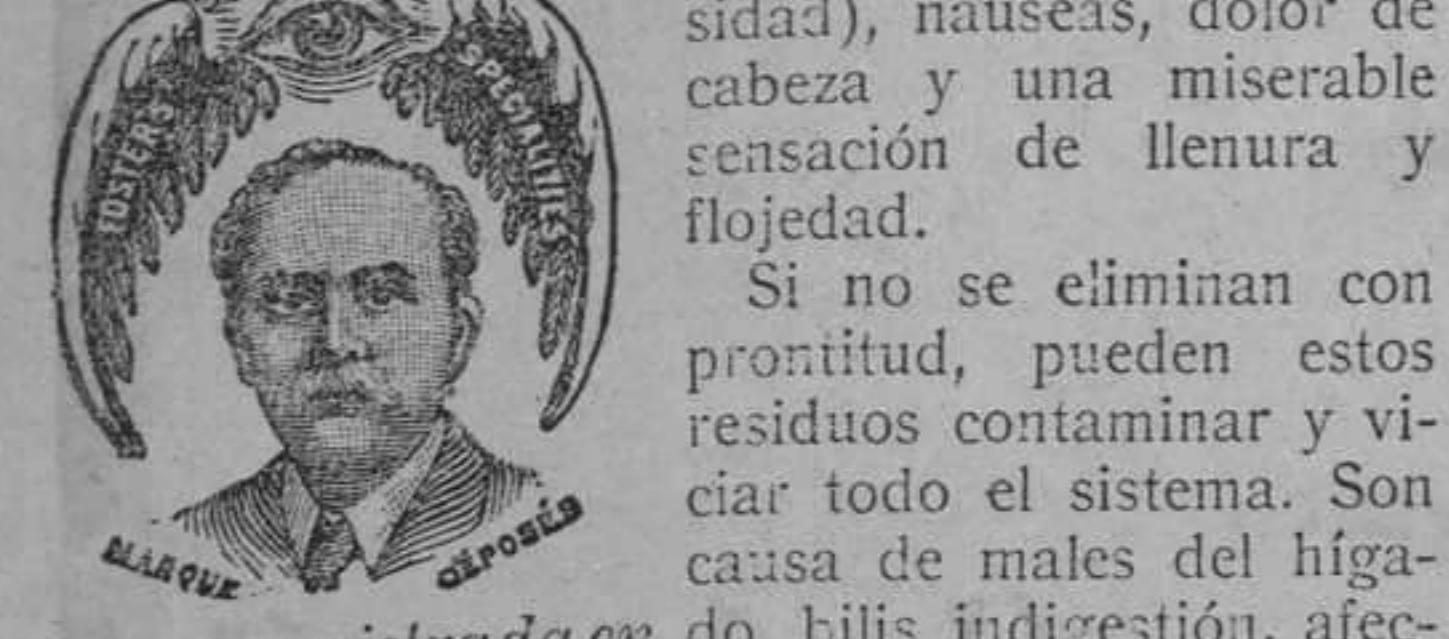 FOSTERS
SPECIALITIES
MARQUE DÉPOSÉS
sidad), náuseas, dolor de
cabeza y una miserable
sensación de llenura y
flojedad.
Si no se eliminan con
prontitud, pueden estos
residuos contaminar y vi-
ciar todo el sistema. Son
causa de males del híga-
do, bilis indigestión, afec-